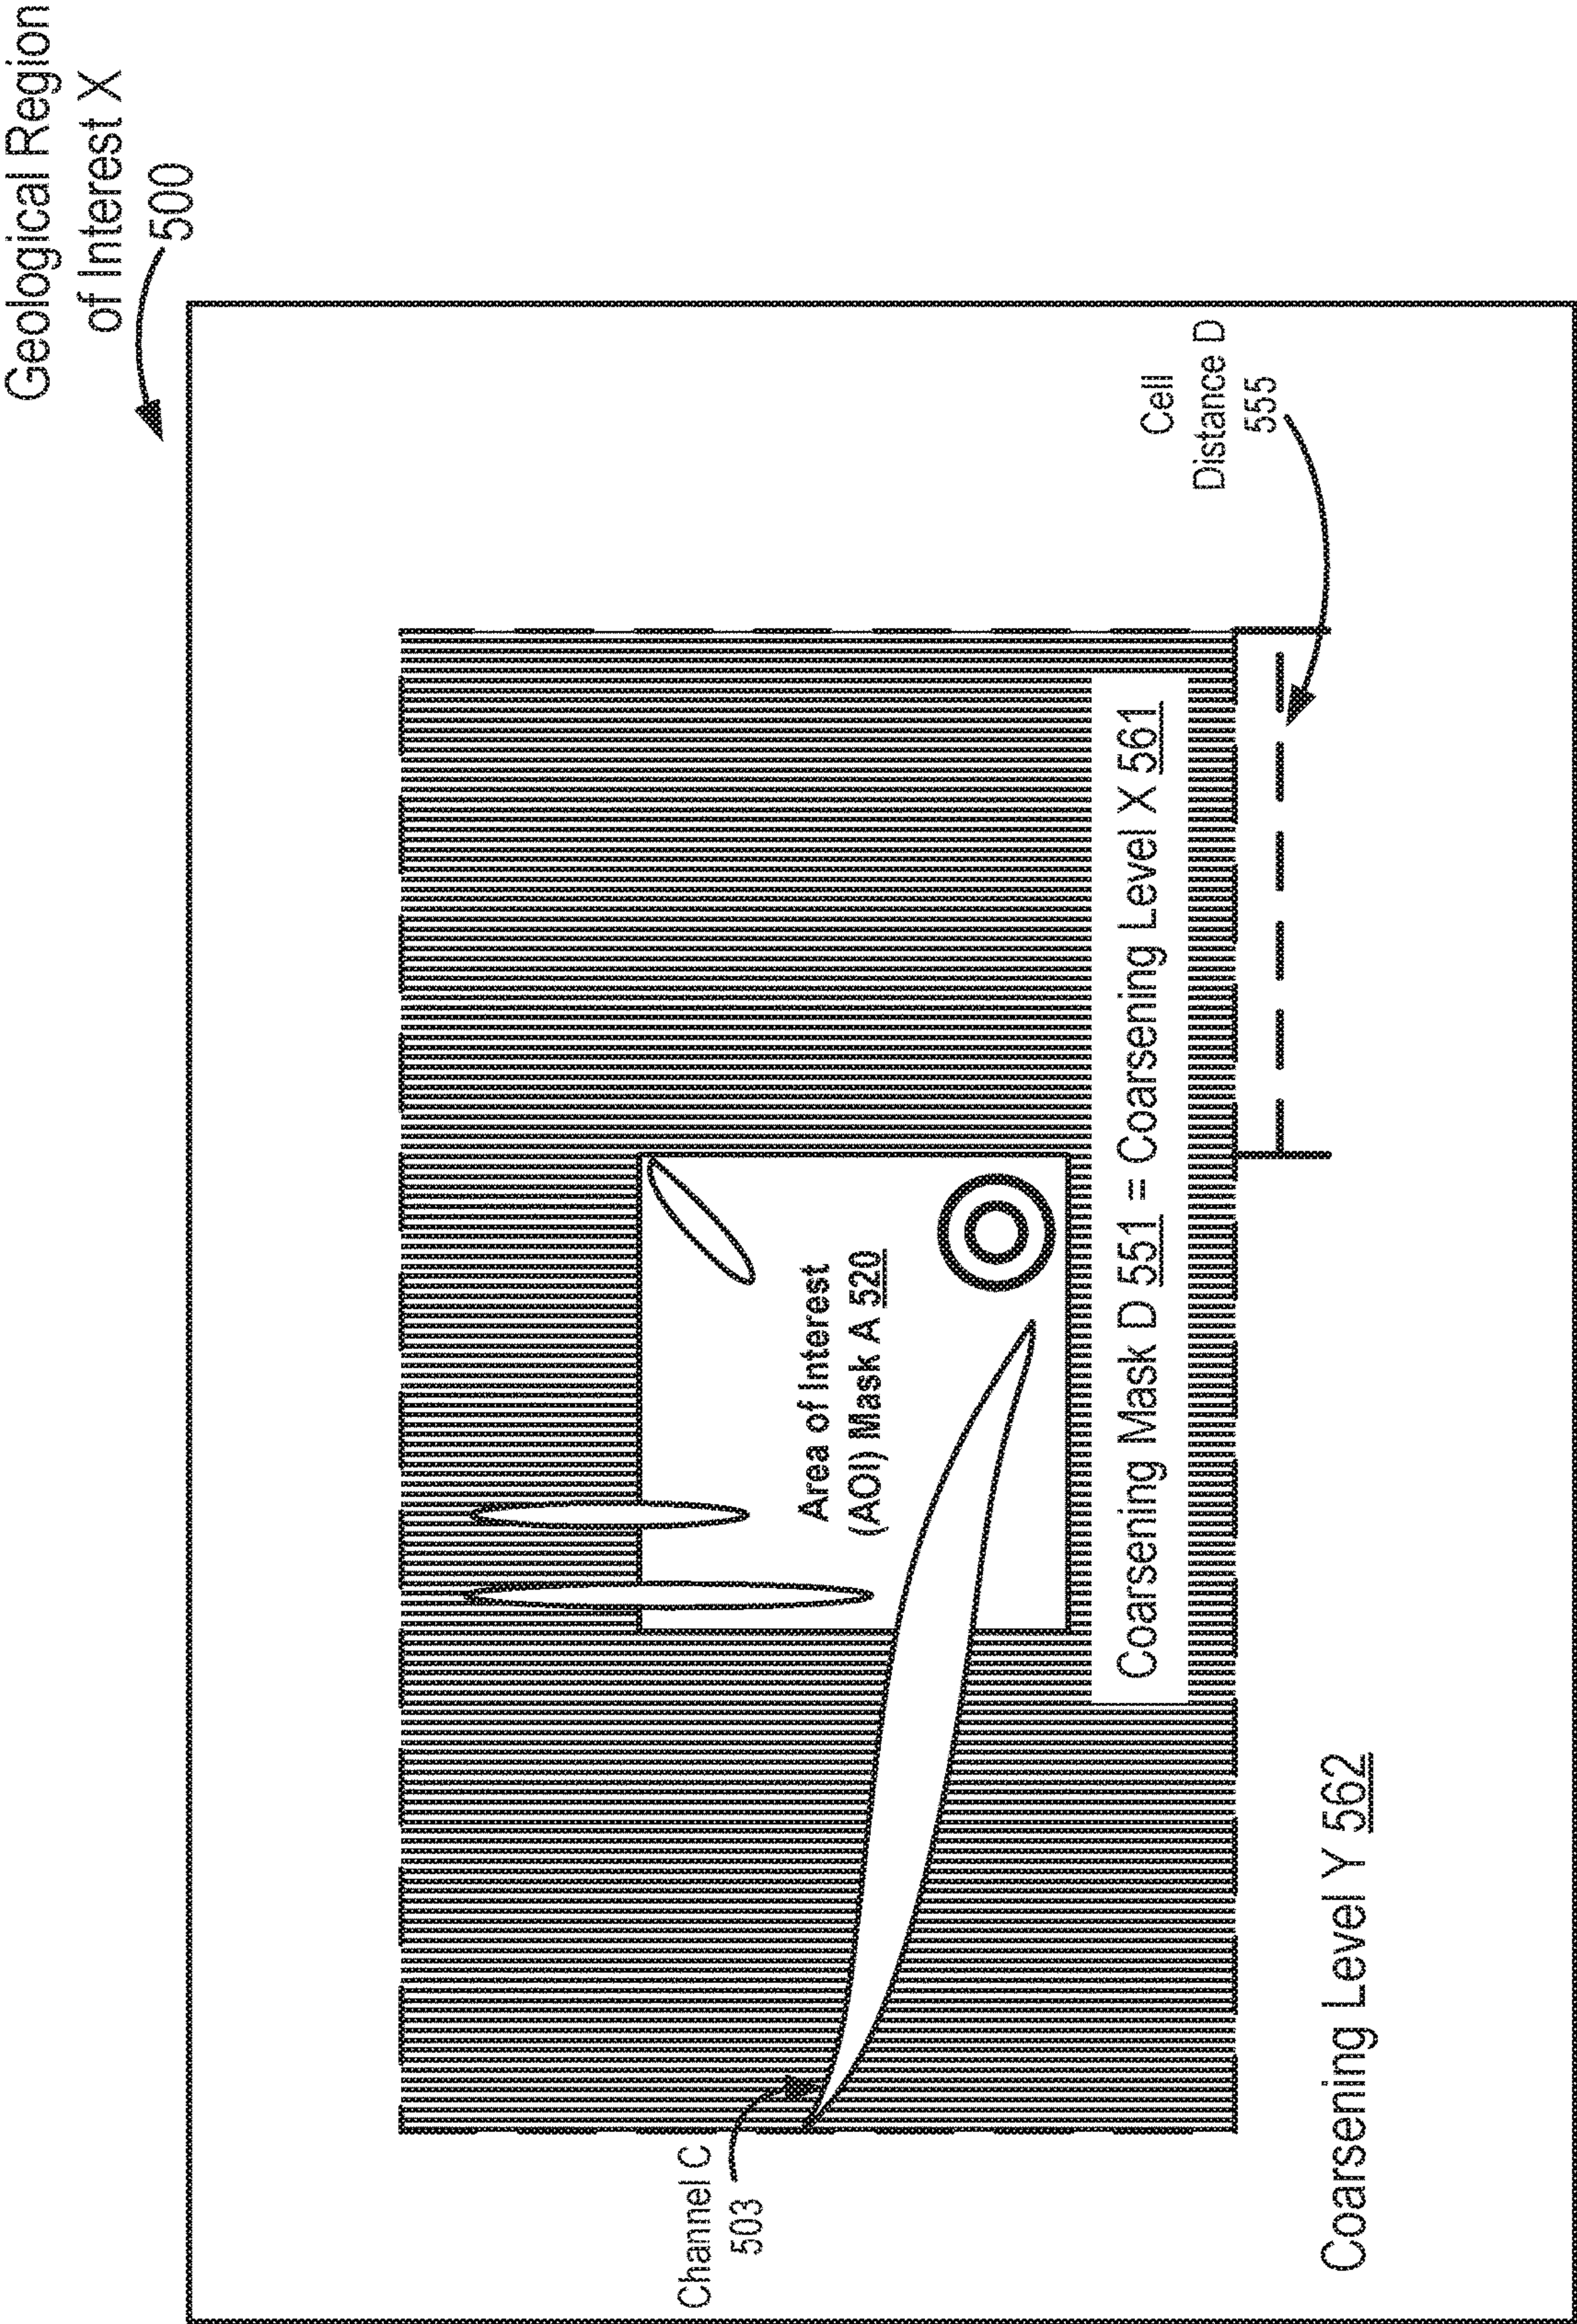 Geological Region
of Interest X
500
Cell
Distance D
555
Area of Interest
(AOI) Mask A 520
Coarsening Mask D 551 = Coarsening Level X 561
Channel C
503
Coarsening Level Y 562